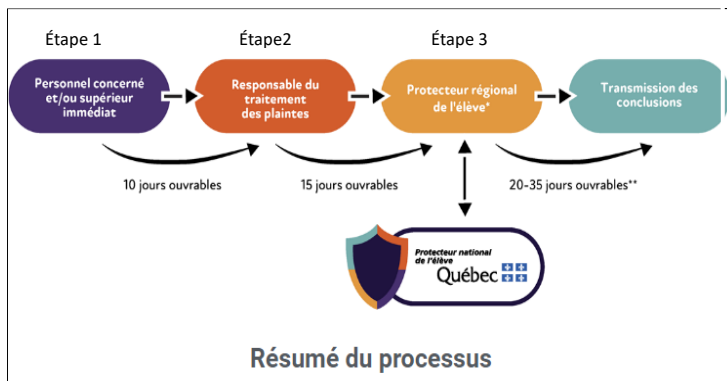 Étape 1
Étape2
Étape 3
Personnel concerné
et/ou supérieur
immédiat
Responsable du
traitement
des plaintes
Protecteur régional
de l'élève*
Transmission des
conclusions
10 jours ouvrables
15 jours ouvrables
20-35 jours ouvrables**
Protecteur national
de l'élève
Québec
Résumé du processus